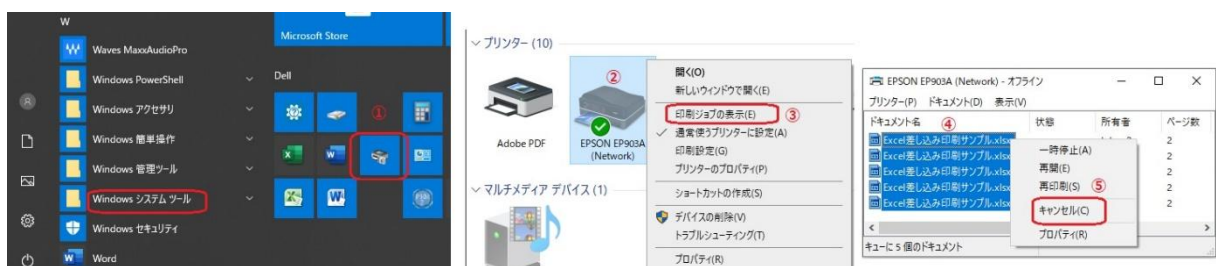 W
Waves MaxxAudioPro
Windows PowerShell
Windows アクセサリ
Windows 簡単操作
Windows 管理ツール
Windows システム ツール
Windows セキュリティ
Word
Microsoft Store
Dell
①
プリンター (10)
Adobe PDF
②
EPSON EP903A
(Network)
開く(O)
新しいウィンドウで開く(E)
印刷ジョブの表示(E)
③
通常使うプリンターに設定(A)
印刷設定(G)
プリンターのプロパティ(P)
ショートカットの作成(S)
デバイスの削除(V)
トラブルシューティング(T)
プロパティ(R)
マルチメディア デバイス (1)
EPSON EP903A (Network) - オフライン
プリンター(P) ドキュメント(D) 表示(V)
ドキュメント名 ④ 状態 所有者 ページ数
Excel差し込み印刷サンプル.xlsx 2
Excel差し込み印刷サンプル.xlsx 2
Excel差し込み印刷サンプル.xlsx 2
Excel差し込み印刷サンプル.xlsx 2
Excel差し込み印刷サンプル.xlsx 2
一時停止(A)
再開(E)
再印刷(S) ⑤
キャンセル(C)
プロパティ(R)
キューに 5 個のドキュメント